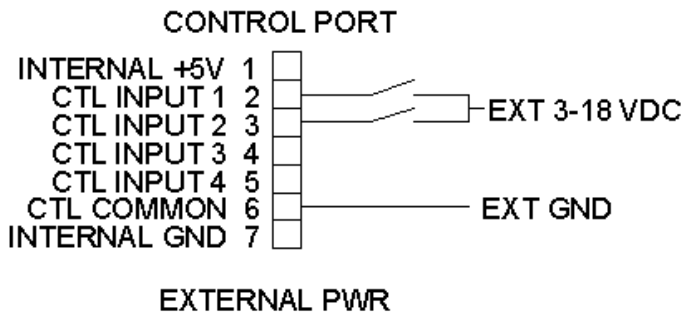 CONTROL PORT
INTERNAL +5V 1
CTL INPUT 1 2
CTL INPUT 2 3
EXT 3-18 VDC
CTL INPUT 3 4
CTL INPUT 4 5
CTL COMMON 6
EXT GND
INTERNAL GND 7
EXTERNAL PWR